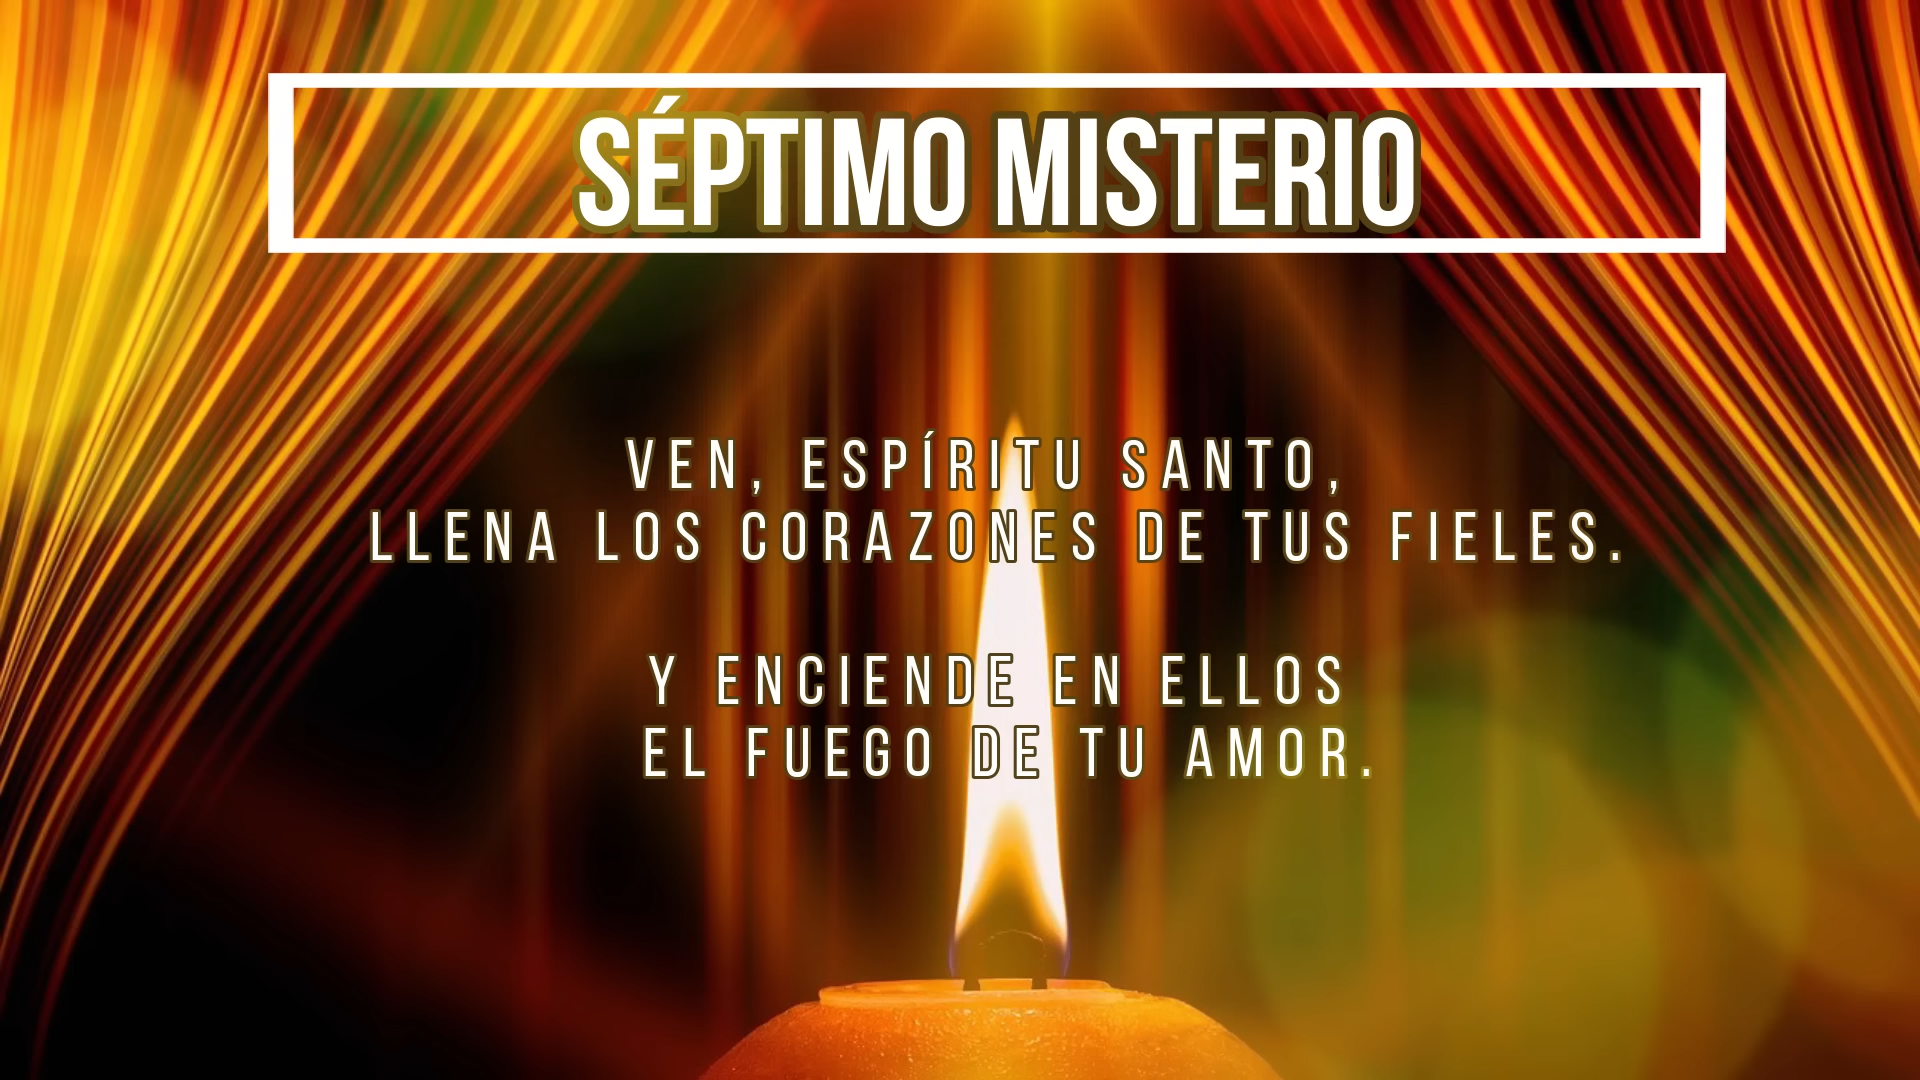 SÉPTIMO MISTERIO
VEN, ESPÍRITU SANTO,
LLENA LOS CORAZONES DE TUS FIELES.
Y ENCIENDE EN ELLOS
EL FUEGO DE TU AMOR.